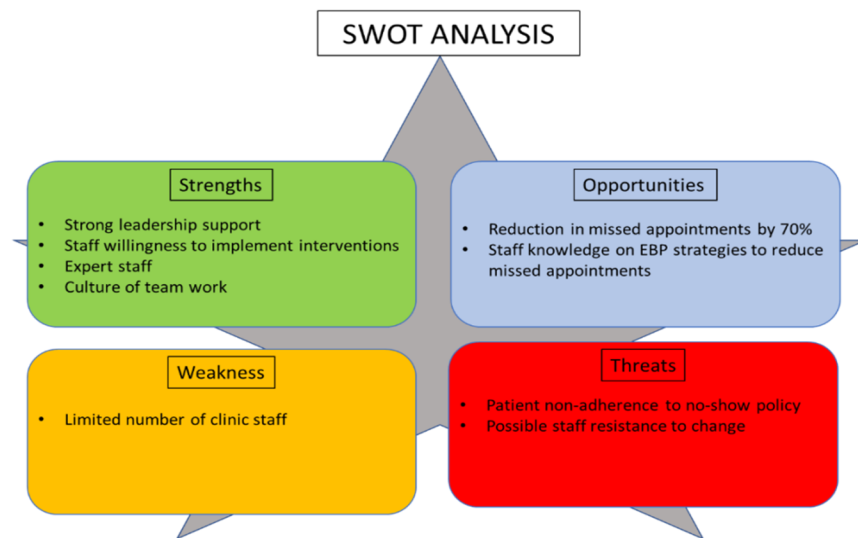 SWOT ANALYSIS
Strengths
• Strong leadership support
• Staff willingness to implement interventions
• Expert staff
• Culture of team work
Opportunities
• Reduction in missed appointments by 70%
• Staff knowledge on EBP strategies to reduce
missed appointments
Weakness
• Limited number of clinic staff
Threats
• Patient non-adherence to no-show policy
• Possible staff resistance to change